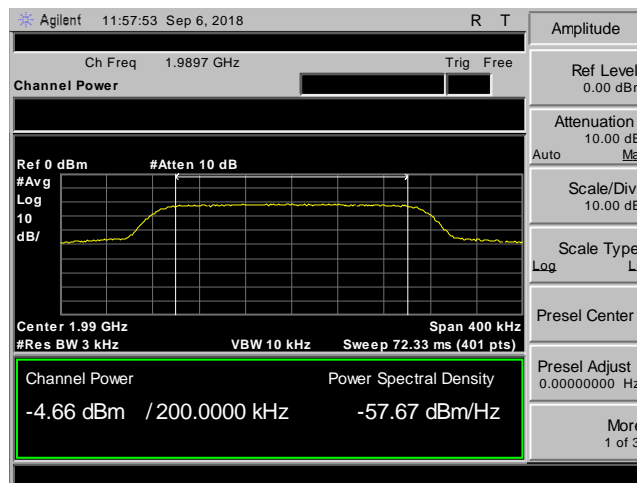 Agilent 11:57:53 Sep 6, 2018 R T
Ch Freq 1.9897 GHz Trig Free
Channel Power
Ref 0 dBm #Atten 10 dB
#Avg
Log
10
dB/
Center 1.99 GHz Span 400 kHz
#Res BW 3 kHz VBW 10 kHz Sweep 72.33 ms (401 pts)
Channel Power Power Spectral Density
-4.66 dBm / 200.0000 kHz -57.67 dBm/Hz
Amplitude
Ref Level
0.00 dBm
Attenuation
10.00 dB
Auto Ma
Scale/Div
10.00 dB
Scale Type
Log L
Presel Center
Presel Adjust
0.00000000 Hz
More
1 of 3